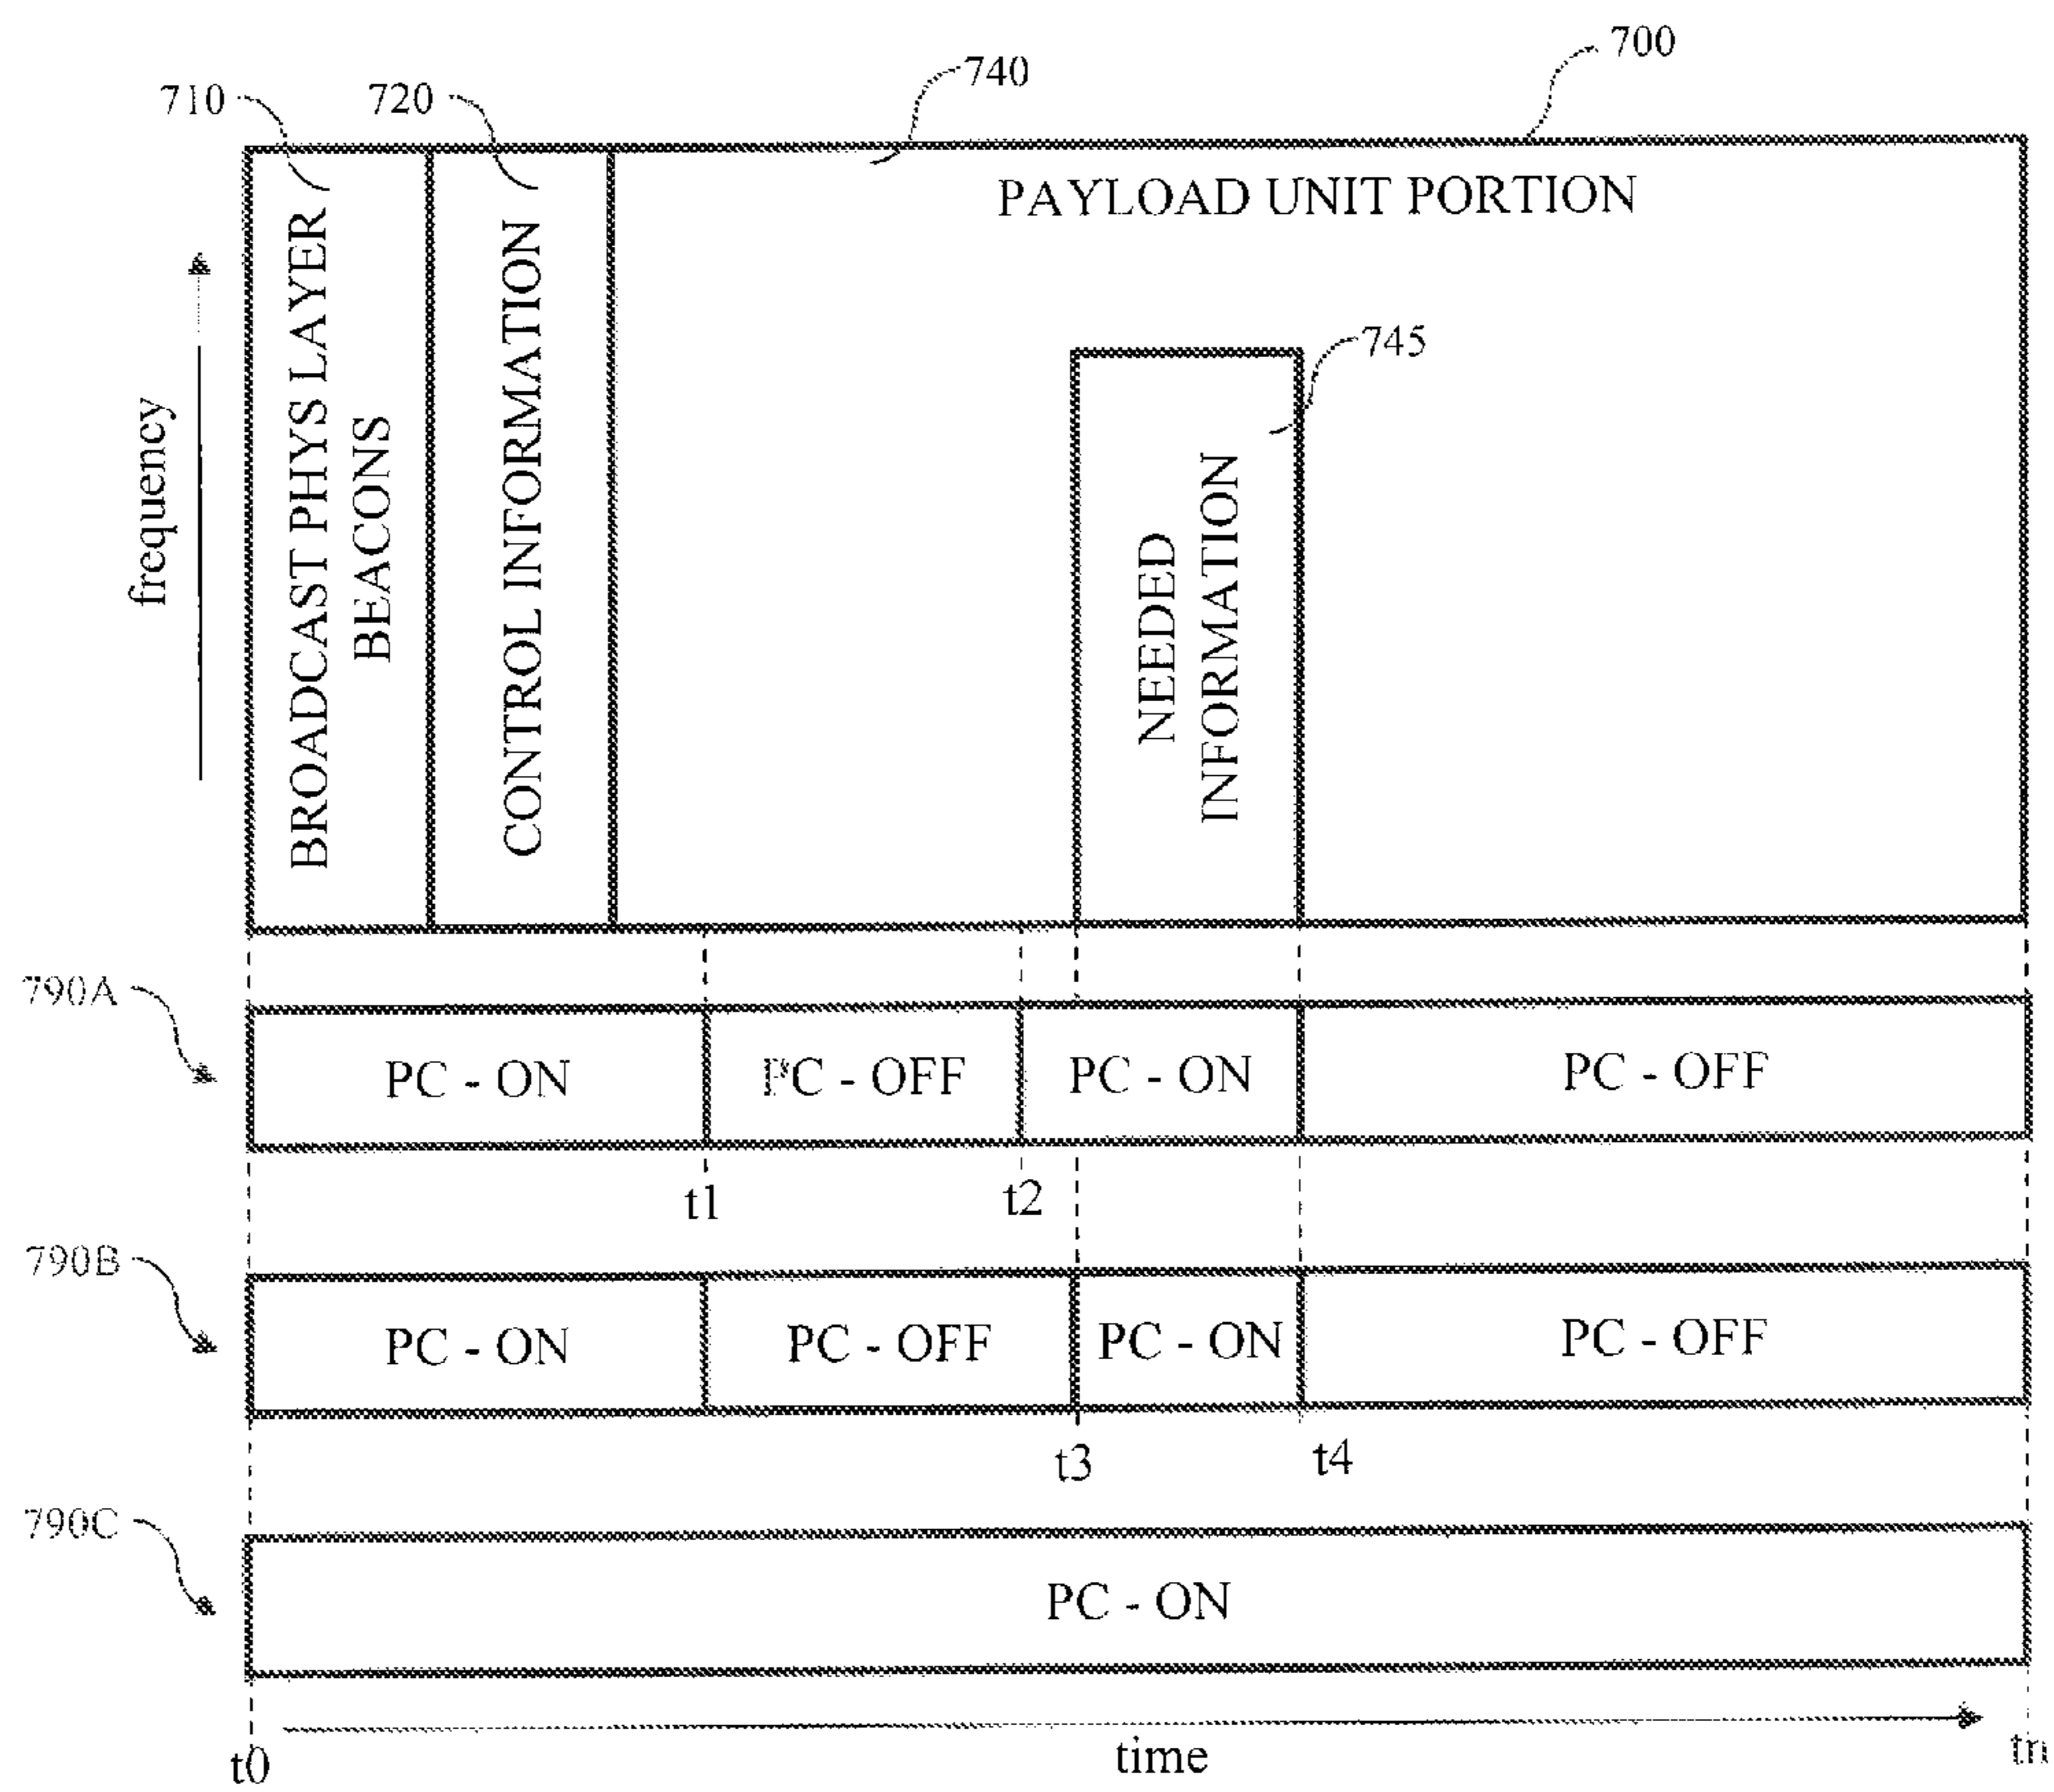 700
740
710
720
PAYLOAD UNIT PORTION
BROADCAST PHYS LAYER
BEACONS
CONTROL INFORMATION
frequency
745
NEEDED
INFORMATION
790A
PC - ON
PC - OFF
PC - ON
PC - OFF
t1
t2
790B
PC - ON
PC - OFF
PC - ON
PC - OFF
t3
t4
790C
PC - ON
t0
time
tn